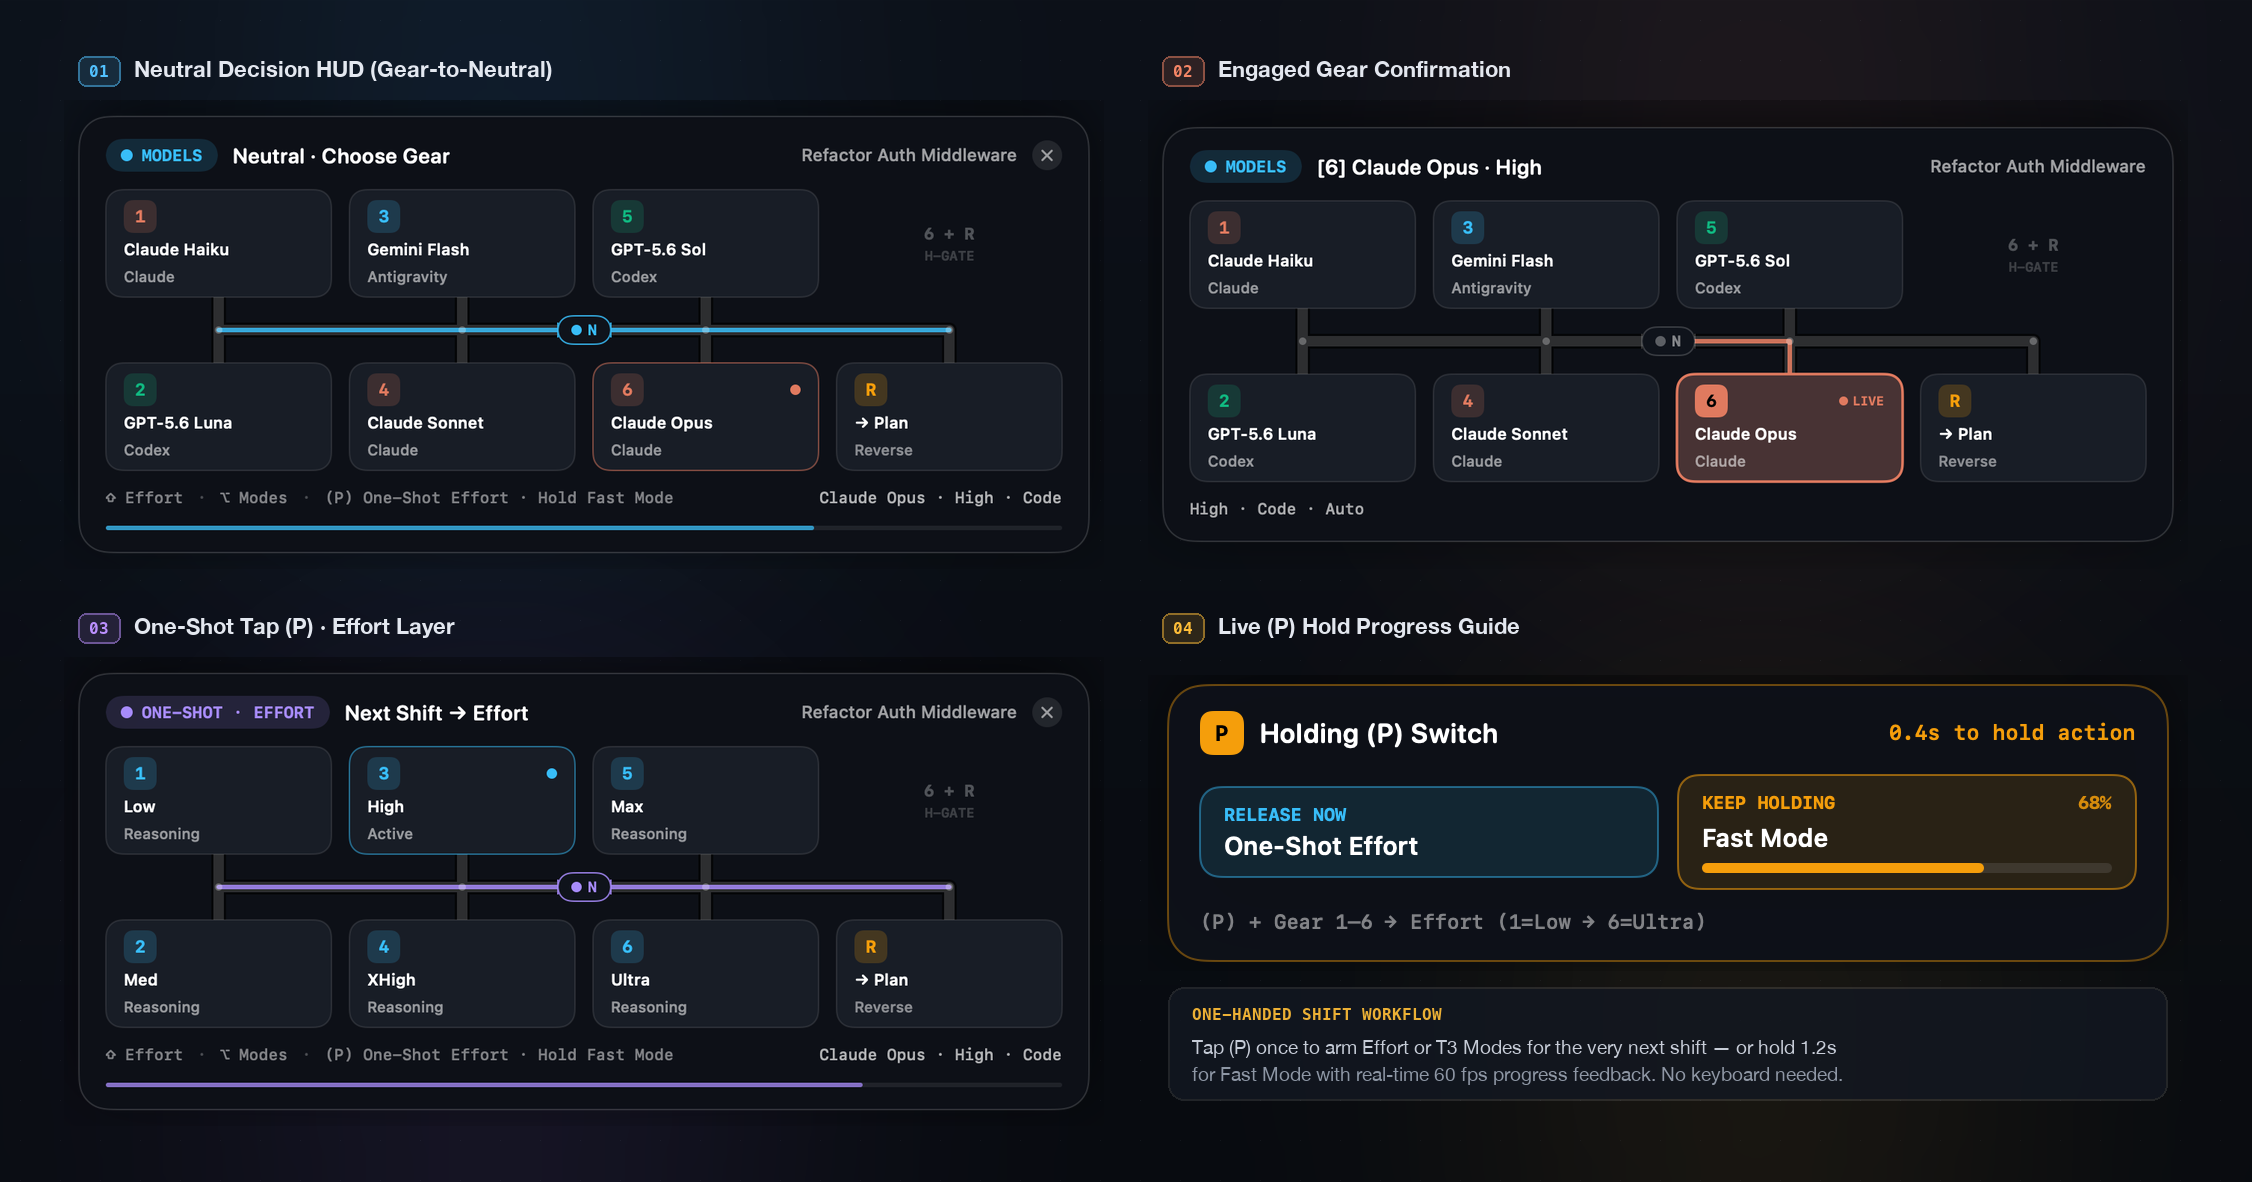 01 Neutral Decision HUD (Gear-to-Neutral)
MODELS Neutral · Choose Gear
Refactor Auth Middleware ✕
1
Claude Haiku
Claude
3
Gemini Flash
Antigravity
5
GPT-5.6 Sol
Codex
6 + R
H-GATE
N
2
GPT-5.6 Luna
Codex
4
Claude Sonnet
Claude
6
Claude Opus
Claude
R
→ Plan
Reverse
⇧ Effort · ⌥ Modes · (P) One-Shot Effort · Hold Fast Mode
Claude Opus · High · Code
02 Engaged Gear Confirmation
MODELS [6] Claude Opus · High
Refactor Auth Middleware
1
Claude Haiku
Claude
3
Gemini Flash
Antigravity
5
GPT-5.6 Sol
Codex
6 + R
H-GATE
N
2
GPT-5.6 Luna
Codex
4
Claude Sonnet
Claude
6
LIVE
Claude Opus
Claude
R
→ Plan
Reverse
High · Code · Auto
03 One-Shot Tap (P) · Effort Layer
ONE-SHOT · EFFORT Next Shift → Effort
Refactor Auth Middleware ✕
1
Low
Reasoning
3
High
Active
5
Max
Reasoning
6 + R
H-GATE
N
2
Med
Reasoning
4
XHigh
Reasoning
6
Ultra
Reasoning
R
→ Plan
Reverse
⇧ Effort · ⌥ Modes · (P) One-Shot Effort · Hold Fast Mode
Claude Opus · High · Code
04 Live (P) Hold Progress Guide
P Holding (P) Switch
0.4s to hold action
RELEASE NOW
One-Shot Effort
KEEP HOLDING 68%
Fast Mode
(P) + Gear 1–6 → Effort (1=Low → 6=Ultra)
ONE-HANDED SHIFT WORKFLOW
Tap (P) once to arm Effort or T3 Modes for the very next shift — or hold 1.2s
for Fast Mode with real-time 60 fps progress feedback. No keyboard needed.